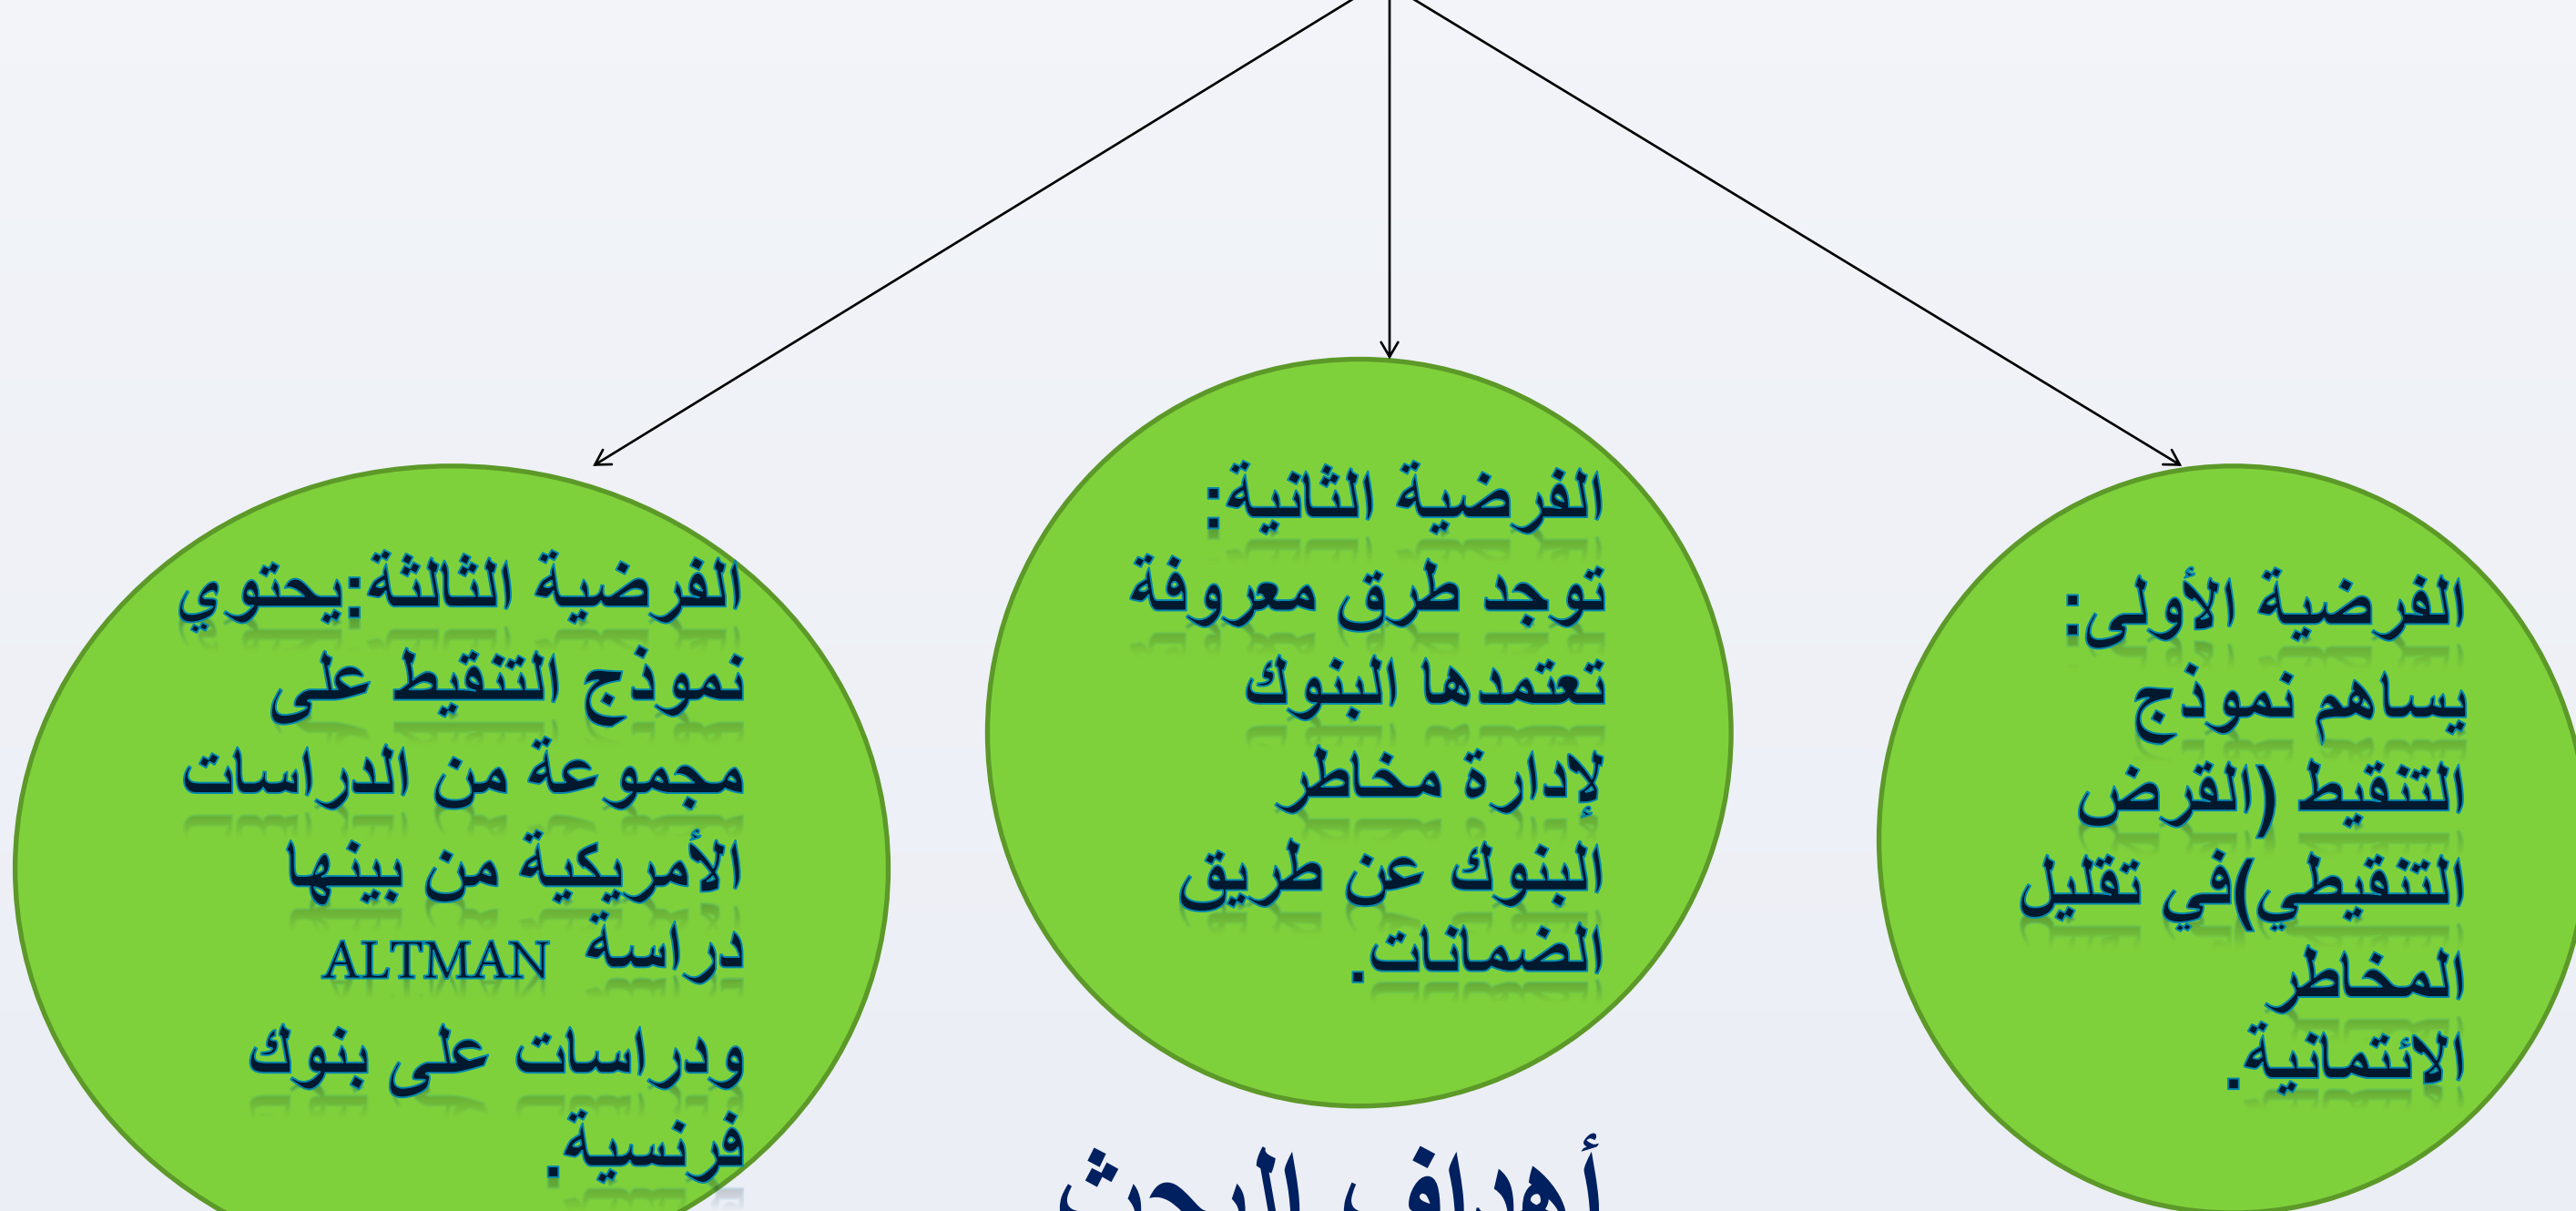 الفرضية الأولى:
يساهم نموذج
التنقيط (القرض
التنقيطي)في تقليل
المخاطر
الائتمانية.
الفرضية الثانية:
توجد طرق معروفة
تعتمدها البنوك
لإدارة مخاطر
البنوك عن طريق
الضمانات.
الفرضية الثالثة:يحتوي
نموذج التنقيط على
مجموعة من الدراسات
الأمريكية من بينها
دراسة ALTMAN
ودراسات على بنوك
فرنسية.
أهداف البحث